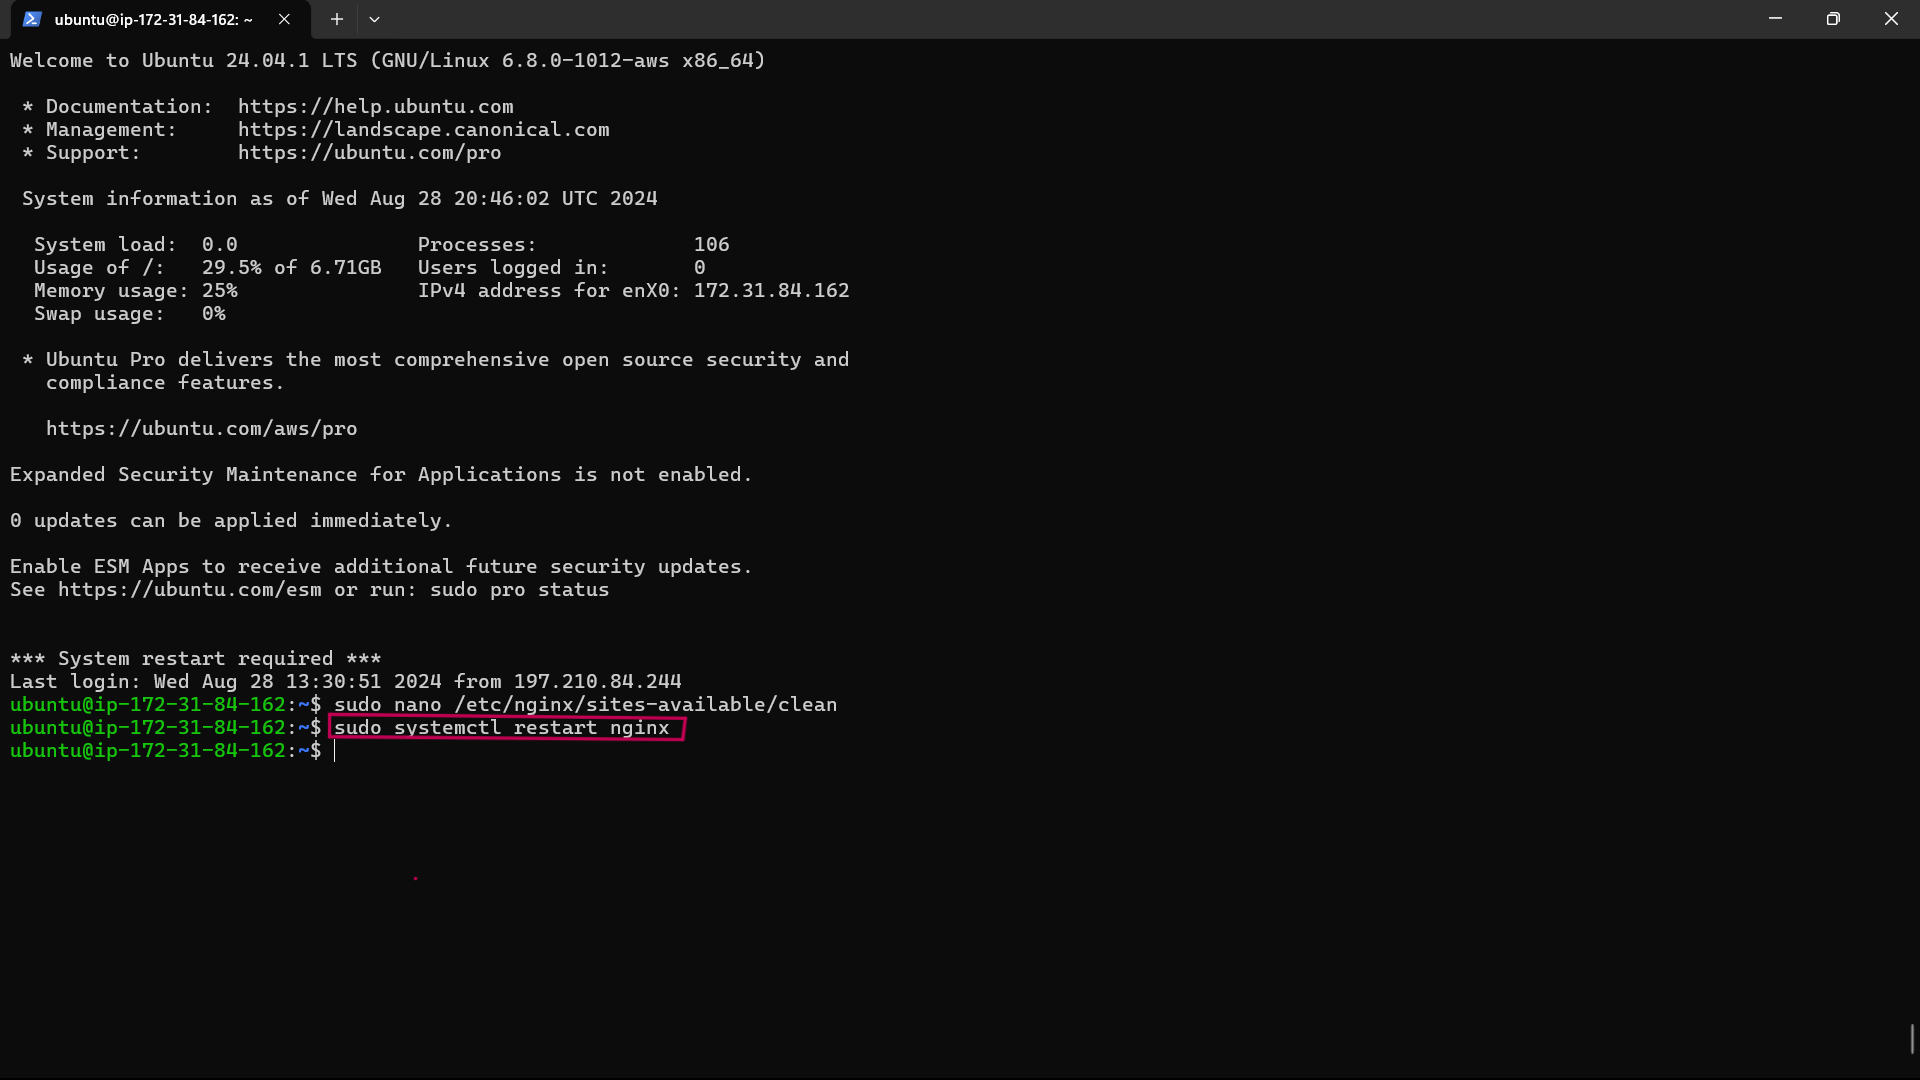 ubuntu@ip-172-31-84-162: ~
Welcome to Ubuntu 24.04.1 LTS (GNU/Linux 6.8.0-1012-aws x86_64)
* Documentation:  https://help.ubuntu.com
* Management:     https://landscape.canonical.com
* Support:        https://ubuntu.com/pro
System information as of Wed Aug 28 20:46:02 UTC 2024
System load:  0.0               Processes:             106
Usage of /:   29.5% of 6.71GB   Users logged in:       0
Memory usage: 25%               IPv4 address for enX0: 172.31.84.162
Swap usage:   0%
* Ubuntu Pro delivers the most comprehensive open source security and
compliance features.
https://ubuntu.com/aws/pro
Expanded Security Maintenance for Applications is not enabled.
0 updates can be applied immediately.
Enable ESM Apps to receive additional future security updates.
See https://ubuntu.com/esm or run: sudo pro status
*** System restart required ***
Last login: Wed Aug 28 13:30:51 2024 from 197.210.84.244
ubuntu@ip-172-31-84-162:~$ sudo nano /etc/nginx/sites-available/clean
ubuntu@ip-172-31-84-162:~$ sudo systemctl restart nginx
ubuntu@ip-172-31-84-162:~$